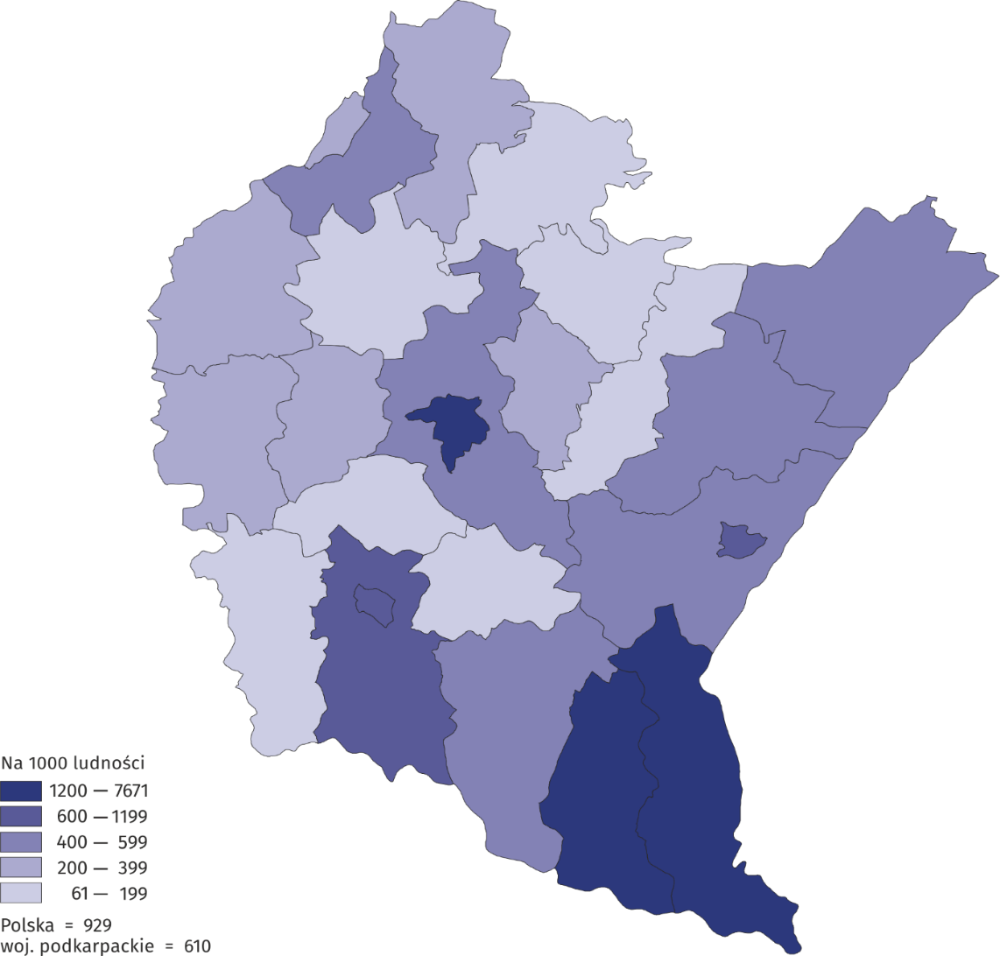 Na 1000 ludności
1200 — 7671
600 — 1199
400 — 599
200 — 399
61 — 199
Polska = 929
woj. podkarpackie = 610